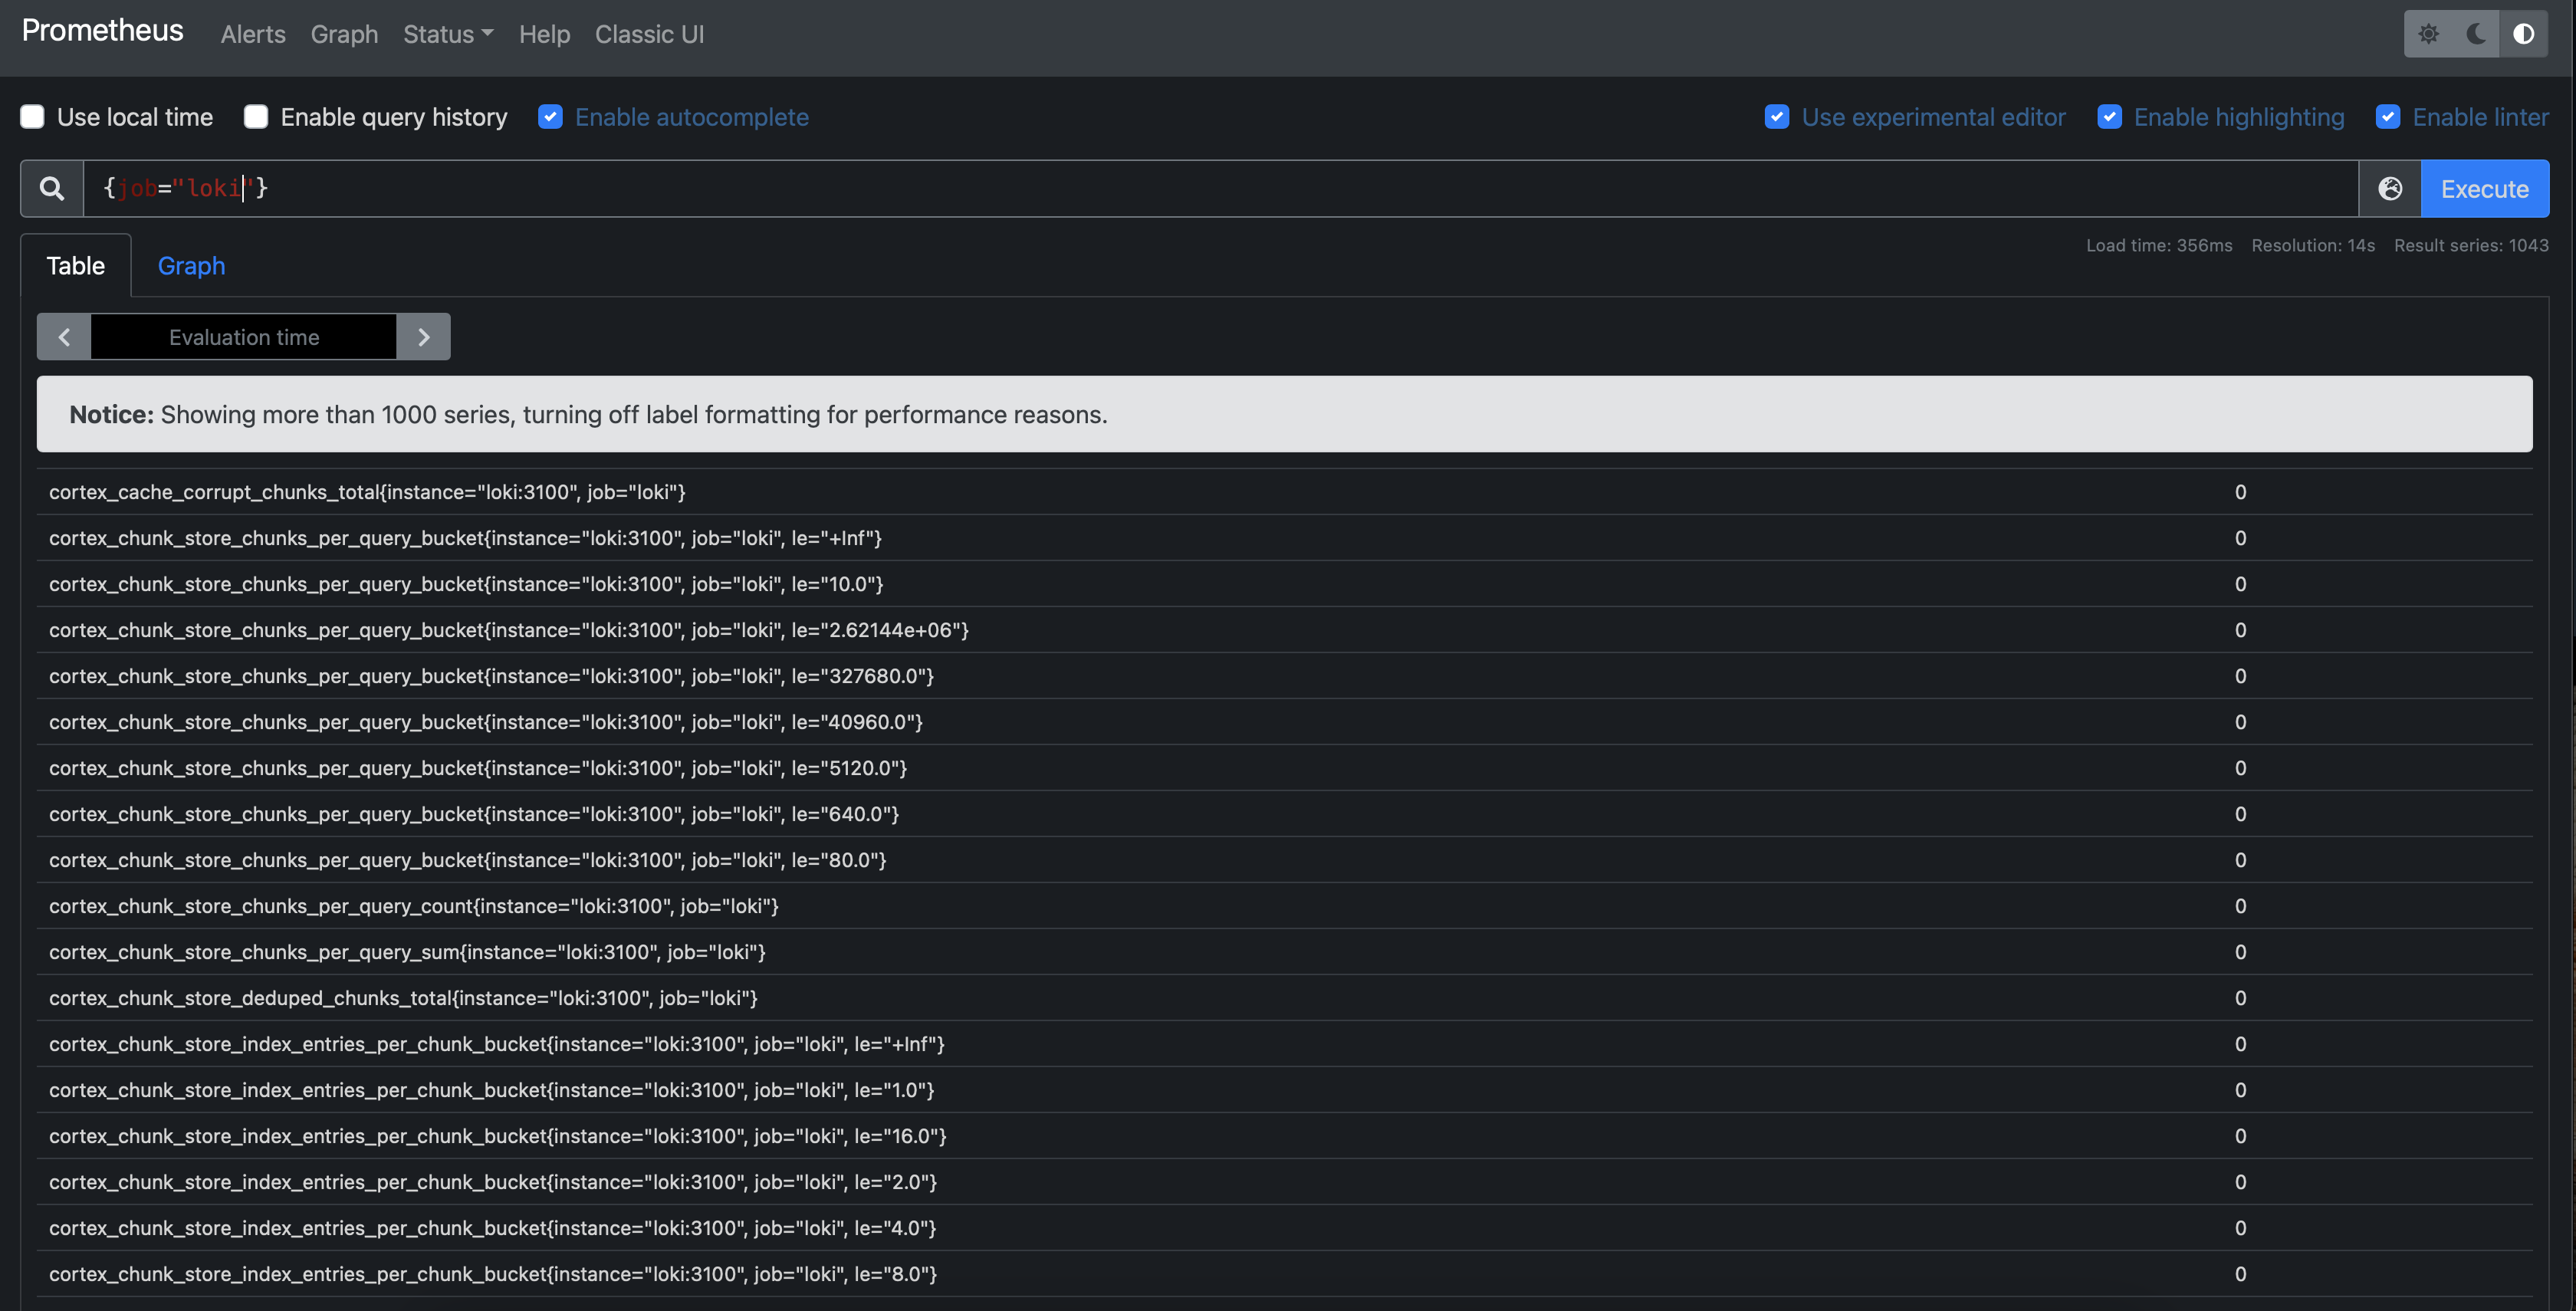 Prometheus Alerts Graph Status Help Classic UI
Use local time Enable query history Enable autocomplete Use experimental editor Enable highlighting Enable linter
{job="loki"} Execute
Table Graph Load time: 356ms Resolution: 14s Result series: 1043
Evaluation time
Notice: Showing more than 1000 series, turning off label formatting for performance reasons.
cortex_cache_corrupt_chunks_total{instance="loki:3100", job="loki"} 0
cortex_chunk_store_chunks_per_query_bucket{instance="loki:3100", job="loki", le="+Inf"} 0
cortex_chunk_store_chunks_per_query_bucket{instance="loki:3100", job="loki", le="10.0"} 0
cortex_chunk_store_chunks_per_query_bucket{instance="loki:3100", job="loki", le="2.62144e+06"} 0
cortex_chunk_store_chunks_per_query_bucket{instance="loki:3100", job="loki", le="327680.0"} 0
cortex_chunk_store_chunks_per_query_bucket{instance="loki:3100", job="loki", le="40960.0"} 0
cortex_chunk_store_chunks_per_query_bucket{instance="loki:3100", job="loki", le="5120.0"} 0
cortex_chunk_store_chunks_per_query_bucket{instance="loki:3100", job="loki", le="640.0"} 0
cortex_chunk_store_chunks_per_query_bucket{instance="loki:3100", job="loki", le="80.0"} 0
cortex_chunk_store_chunks_per_query_count{instance="loki:3100", job="loki"} 0
cortex_chunk_store_chunks_per_query_sum{instance="loki:3100", job="loki"} 0
cortex_chunk_store_deduped_chunks_total{instance="loki:3100", job="loki"} 0
cortex_chunk_store_index_entries_per_chunk_bucket{instance="loki:3100", job="loki", le="+Inf"} 0
cortex_chunk_store_index_entries_per_chunk_bucket{instance="loki:3100", job="loki", le="1.0"} 0
cortex_chunk_store_index_entries_per_chunk_bucket{instance="loki:3100", job="loki", le="16.0"} 0
cortex_chunk_store_index_entries_per_chunk_bucket{instance="loki:3100", job="loki", le="2.0"} 0
cortex_chunk_store_index_entries_per_chunk_bucket{instance="loki:3100", job="loki", le="4.0"} 0
cortex_chunk_store_index_entries_per_chunk_bucket{instance="loki:3100", job="loki", le="8.0"} 0